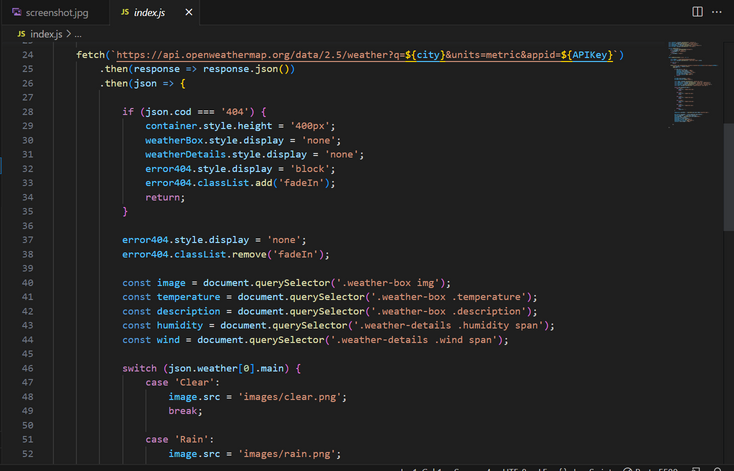 screenshot.jpg JS index.js ×
JS index.js > ...
24 fetch(`https://api.openweathermap.org/data/2.5/weather?q=${city}&units=metric&appid=${APIKey}`)
25 .then(response => response.json())
26 .then(json => {
27
28 if (json.cod === '404') {
29 container.style.height = '400px';
30 weatherBox.style.display = 'none';
31 weatherDetails.style.display = 'none';
32 error404.style.display = 'block';
33 error404.classList.add('fadeIn');
34 return;
35 }
36
37 error404.style.display = 'none';
38 error404.classList.remove('fadeIn');
39
40 const image = document.querySelector('.weather-box img');
41 const temperature = document.querySelector('.weather-box .temperature');
42 const description = document.querySelector('.weather-box .description');
43 const humidity = document.querySelector('.weather-details .humidity span');
44 const wind = document.querySelector('.weather-details .wind span');
45
46 switch (json.weather[0].main) {
47 case 'Clear':
48 image.src = 'images/clear.png';
49 break;
50
51 case 'Rain':
52 image.src = 'images/rain.png';